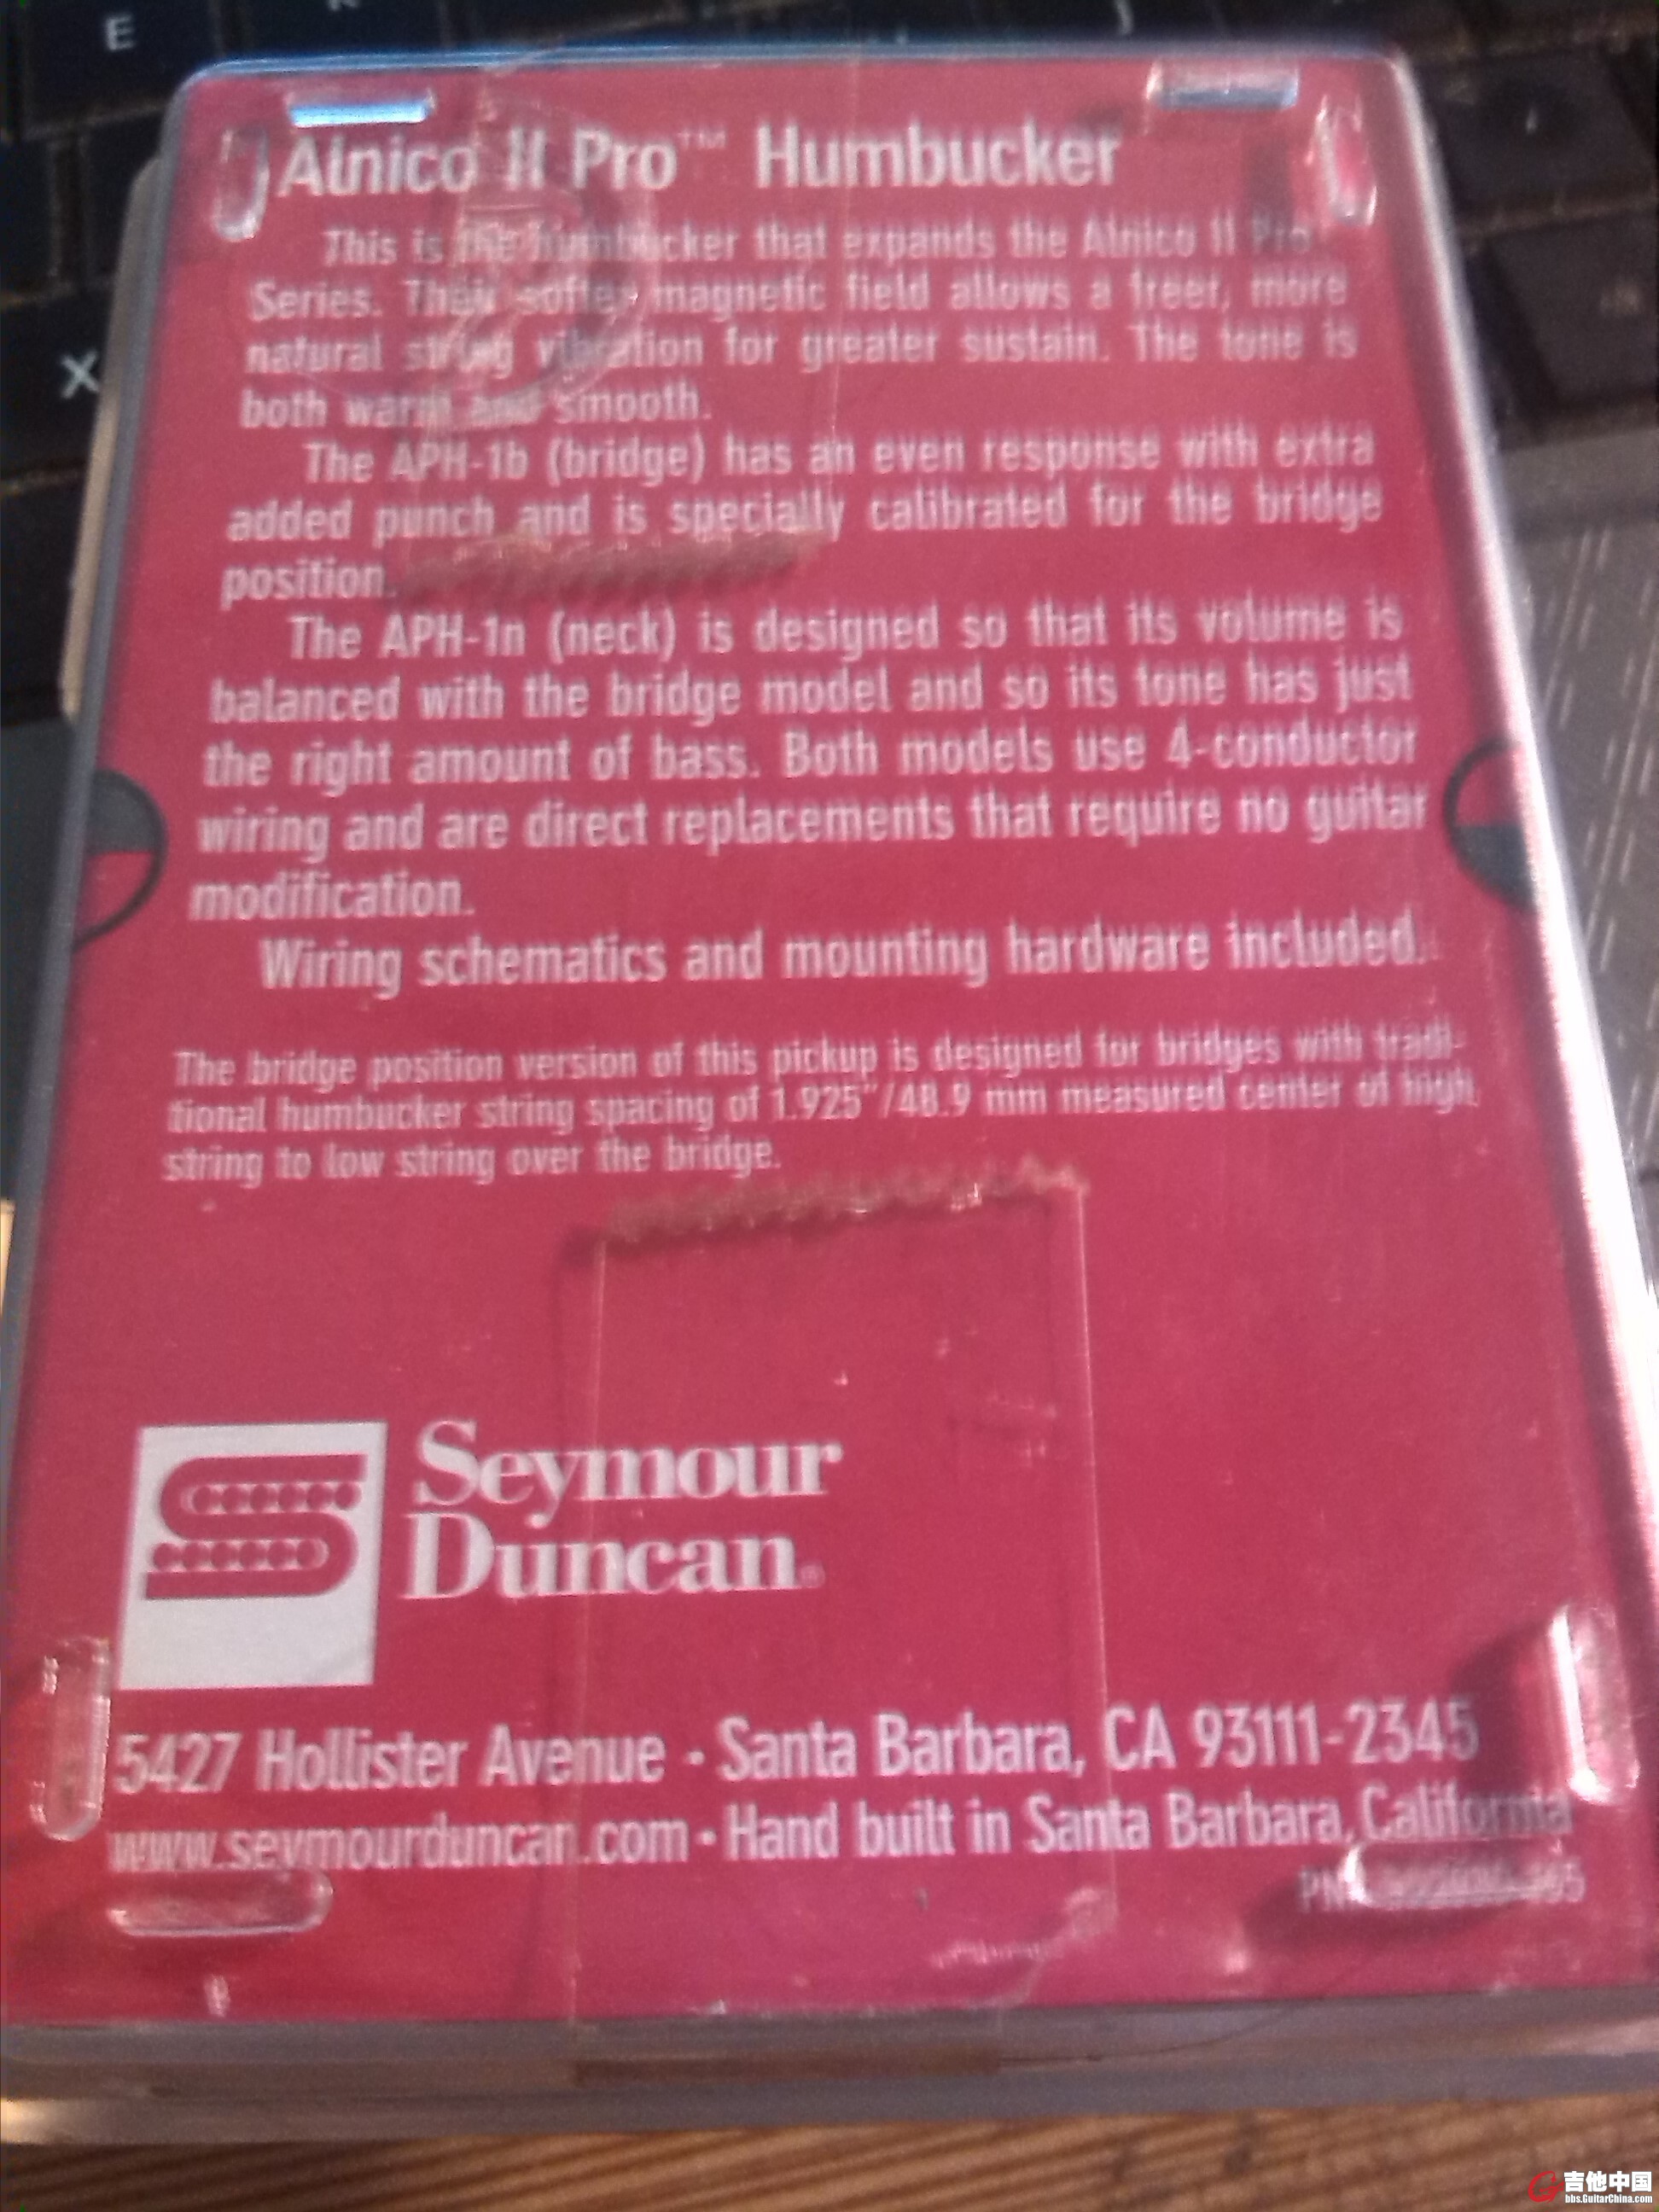 E
X
Alnico II Pro™ Humbucker
This is the humbucker that expands the Alnico II Pro
Series. Their softer magnetic field allows a freer, more
natural string vibration for greater sustain. The tone is
both warm and smooth.
The APH-1b (bridge) has an even response with extra
added punch and is specially calibrated for the bridge
position.
The APH-1n (neck) is designed so that its volume is
balanced with the bridge model and so its tone has just
the right amount of bass. Both models use 4-conductor
wiring and are direct replacements that require no guitar
modification.
Wiring schematics and mounting hardware included.
The bridge position version of this pickup is designed for bridges with tradi-
tional humbucker string spacing of 1.925"/48.9 mm measured center of high
string to low string over the bridge.
Seymour
Duncan®
5427 Hollister Avenue • Santa Barbara, CA 93111-2345
www.seymourduncan.com • Hand built in Santa Barbara, California
吉他中国
bbs.GuitarChina.com